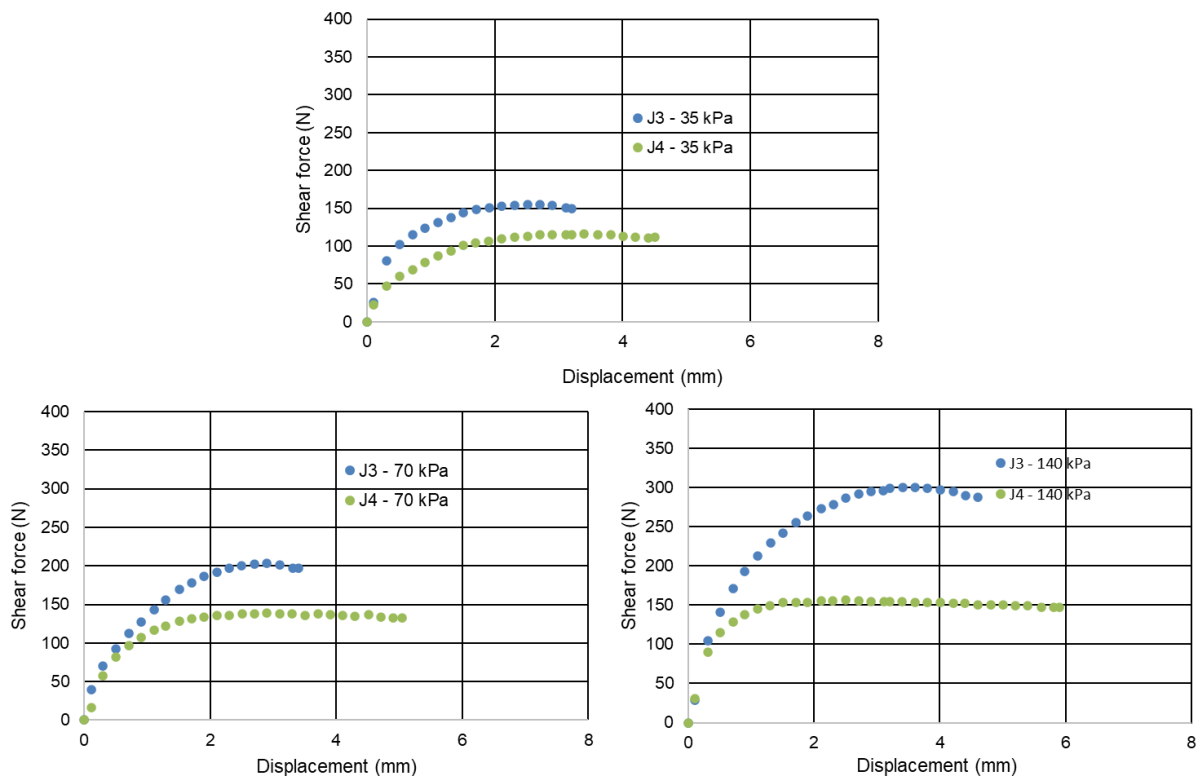 400
350
300
250
200
150
100
50
0
Shear force (N)
J3 - 35 kPa
J4 - 35 kPa
0 2 4 6 8
Displacement (mm)
400
350
300
250
200
150
100
50
0
Shear force (N)
J3 - 70 kPa
J4 - 70 kPa
0 2 4 6 8
Displacement (mm)
400
350
300
250
200
150
100
50
0
Shear force (N)
J3 - 140 kPa
J4 - 140 kPa
0 2 4 6 8
Displacement (mm)